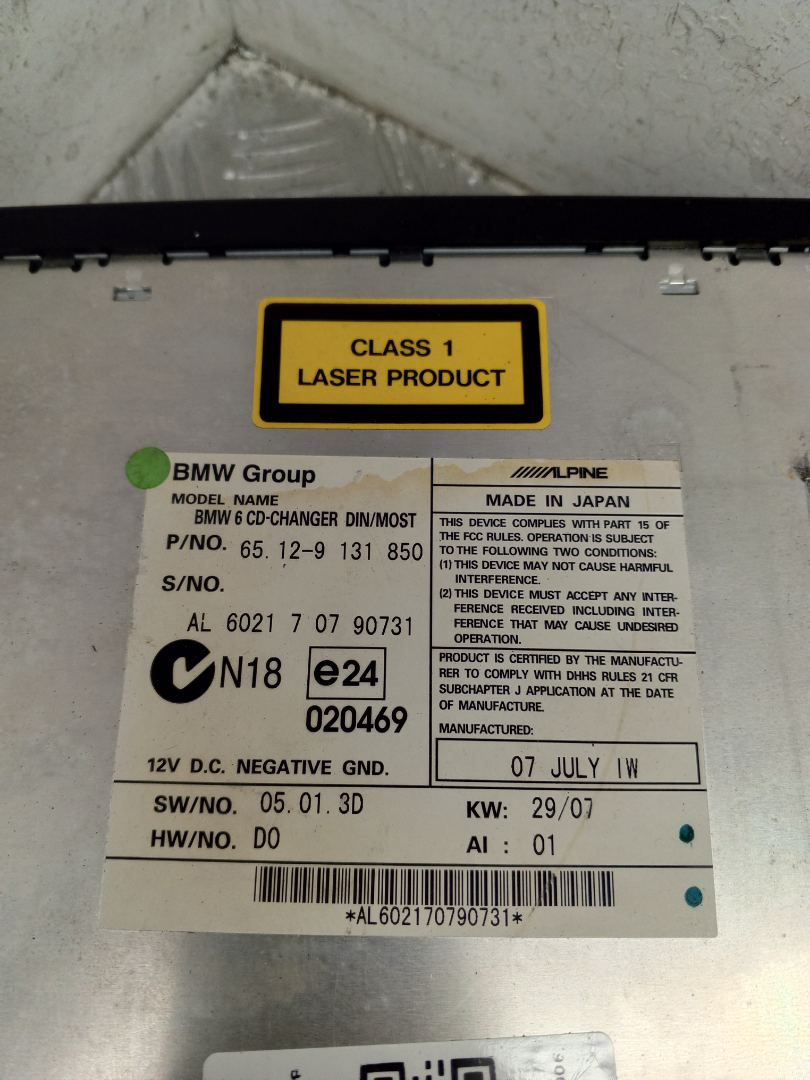 CLASS 1
LASER PRODUCT
BMW Group
MODEL NAME
BMW 6 CD-CHANGER DIN/MOST
P/NO. 65.12-9 131 850
S/NO.
AL 6021 7 07 90731
N18
e24
020469
12V D.C. NEGATIVE GND.
ALPINE
MADE IN JAPAN
THIS DEVICE COMPLIES WITH PART 15 OF
THE FCC RULES. OPERATION IS SUBJECT
TO THE FOLLOWING TWO CONDITIONS:
(1) THIS DEVICE MAY NOT CAUSE HARMFUL
INTERFERENCE.
(2) THIS DEVICE MUST ACCEPT ANY INTER-
FERENCE RECEIVED INCLUDING INTER-
FERENCE THAT MAY CAUSE UNDESIRED
OPERATION.
PRODUCT IS CERTIFIED BY THE MANUFACTU-
RER TO COMPLY WITH DHHS RULES 21 CFR
SUBCHAPTER J APPLICATION AT THE DATE
OF MANUFACTURE.
MANUFACTURED:
07 JULY IW
SW/NO. 05.01.3D KW: 29/07
HW/NO. D0 AI : 01
*AL602170790731*